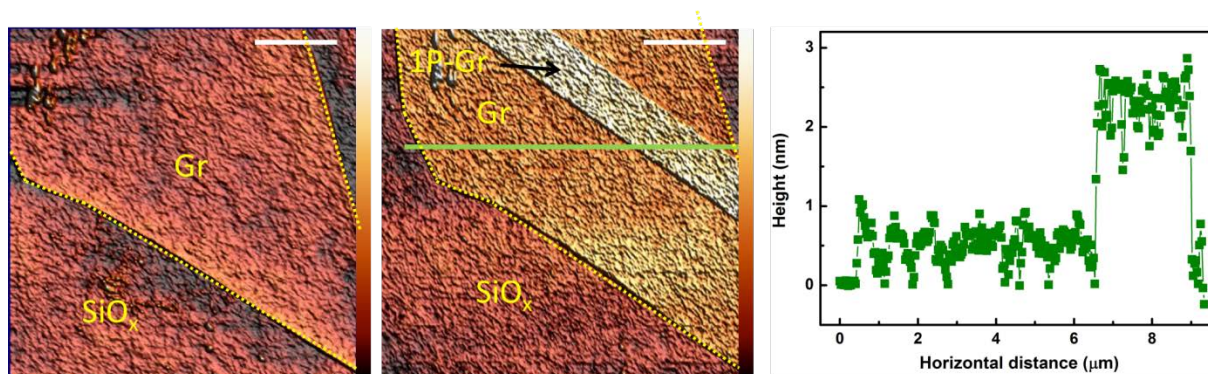 Gr
SiOₓ
1P-Gr
Gr
SiOₓ
Height (nm)
3
2
1
0
0 2 4 6 8
Horizontal distance (μm)